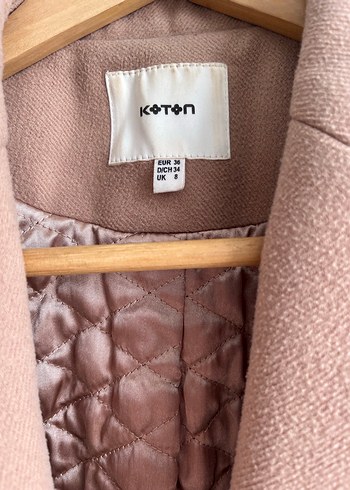 KOTON
EUR 36
D/CH 34
UK 8